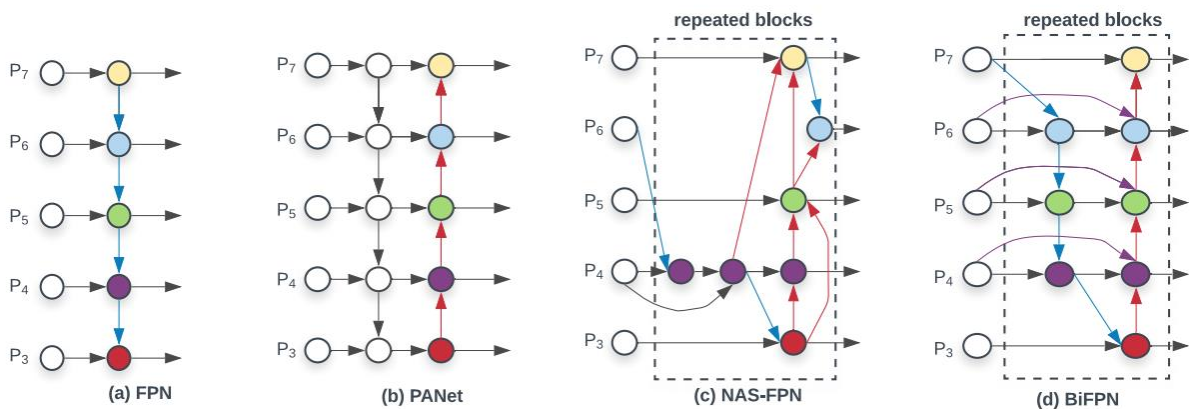 repeated blocks
repeated blocks
P7
P6
P5
P4
P3
(a) FPN
P7
P6
P5
P4
P3
(b) PANet
P7
P6
P5
P4
P3
(c) NAS-FPN
P7
P6
P5
P4
P3
(d) BiFPN